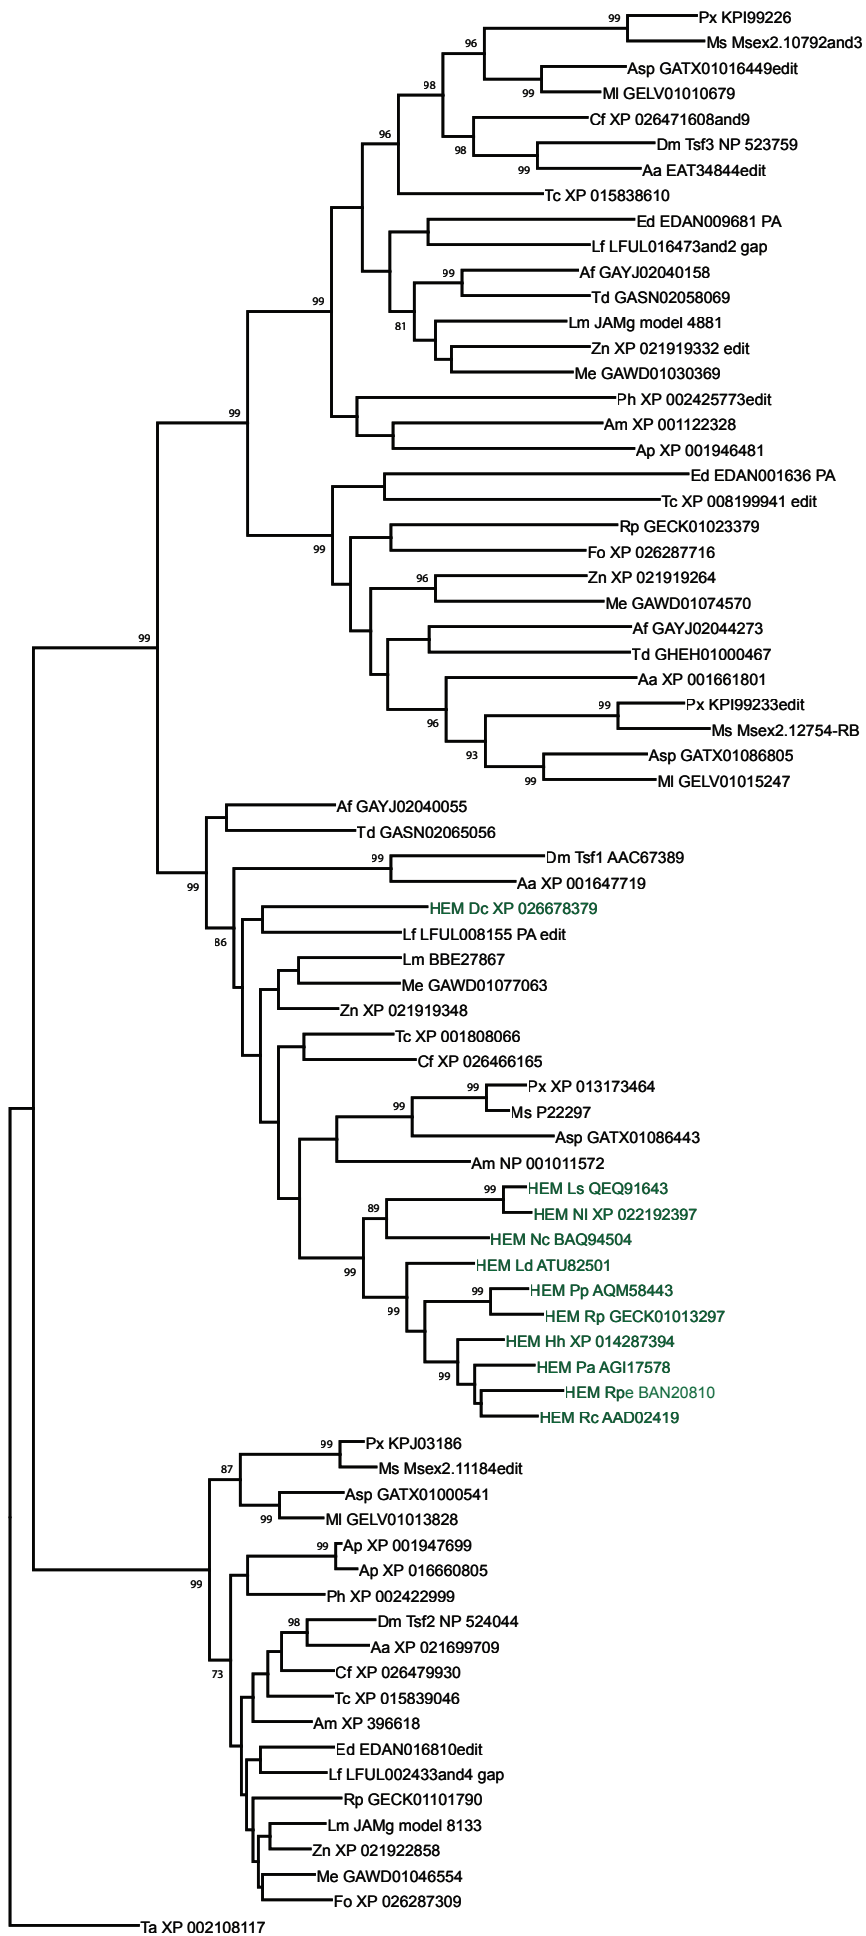 99
Px KPI99226
Ms Msex2.10792and3
96
Asp GATX01016449edit
99
Ml GELV01010679
98
Cf XP 026471608and9
96
Dm Tsf3 NP 523759
98
99
Aa EAT34844edit
Tc XP 015838610
Ed EDAN009681 PA
Lf LFUL016473and2 gap
99
Af GAYJ02040158
Td GASN02058069
99
81
Lm JAMg model 4881
Zn XP 021919332 edit
Me GAWD01030369
Ph XP 002425773edit
99
Am XP 001122328
Ap XP 001946481
Ed EDAN001636 PA
Tc XP 008199941 edit
Rp GECK01023379
99
Fo XP 026287716
96
Zn XP 021919264
Me GAWD01074570
99
Af GAYJ02044273
Td GHEH01000467
Aa XP 001661801
99
Px KPI99233edit
96
Ms Msex2.12754-RB
93
Asp GATX01086805
99
Ml GELV01015247
Af GAYJ02040055
Td GASN02065056
99
Dm Tsf1 AAC67389
99
Aa XP 001647719
HEM Dc XP 026678379
86
Lf LFUL008155 PA edit
Lm BBE27867
Me GAWD01077063
Zn XP 021919348
Tc XP 001808066
Cf XP 026466165
99
Px XP 013173464
99
Ms P22297
Asp GATX01086443
Am NP 001011572
99
HEM Ls QEQ91643
89
HEM Nl XP 022192397
HEM Nc BAQ94504
99
HEM Ld ATU82501
99
HEM Pp AQM58443
99
HEM Rp GECK01013297
HEM Hh XP 014287394
99
HEM Pa AGI17578
HEM Rpe BAN20810
HEM Rc AAD02419
99
Px KPJ03186
87
Ms Msex2.11184edit
Asp GATX01000541
99
Ml GELV01013828
99
Ap XP 001947699
Ap XP 016660805
99
Ph XP 002422999
98
Dm Tsf2 NP 524044
Aa XP 021699709
73
Cf XP 026479930
Tc XP 015839046
Am XP 396618
Ed EDAN016810edit
Lf LFUL002433and4 gap
Rp GECK01101790
Lm JAMg model 8133
Zn XP 021922858
Me GAWD01046554
Fo XP 026287309
Ta XP 002108117